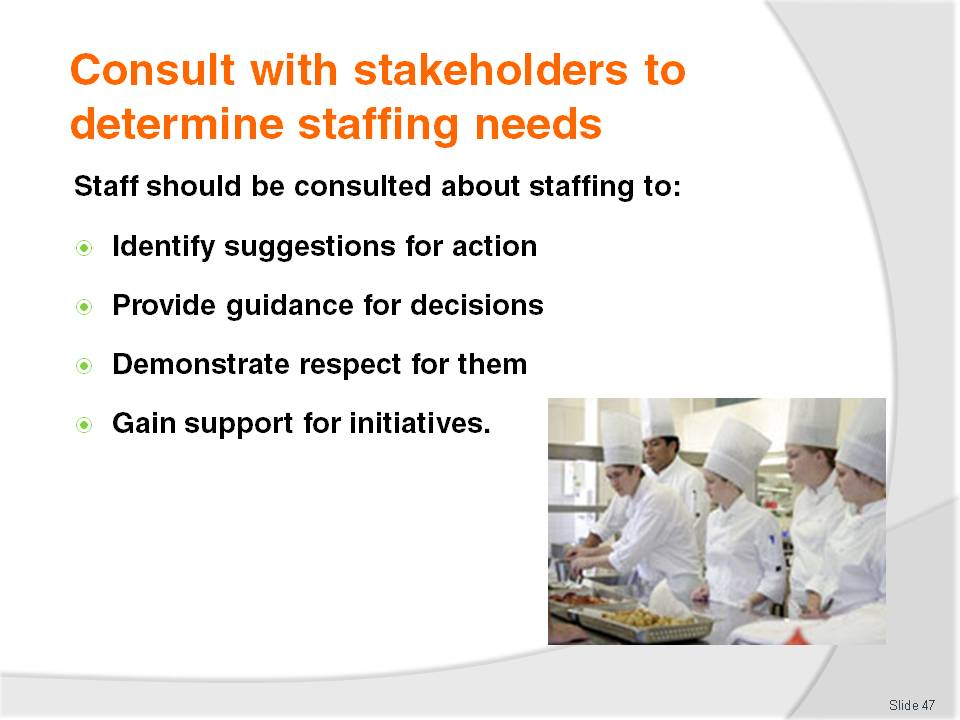 Consult with stakeholders to
determine staffing needs
Staff should be consulted about staffing to:
Identify suggestions for action
Provide guidance for decisions
Demonstrate respect for them
Gain support for initiatives.
Slide 47